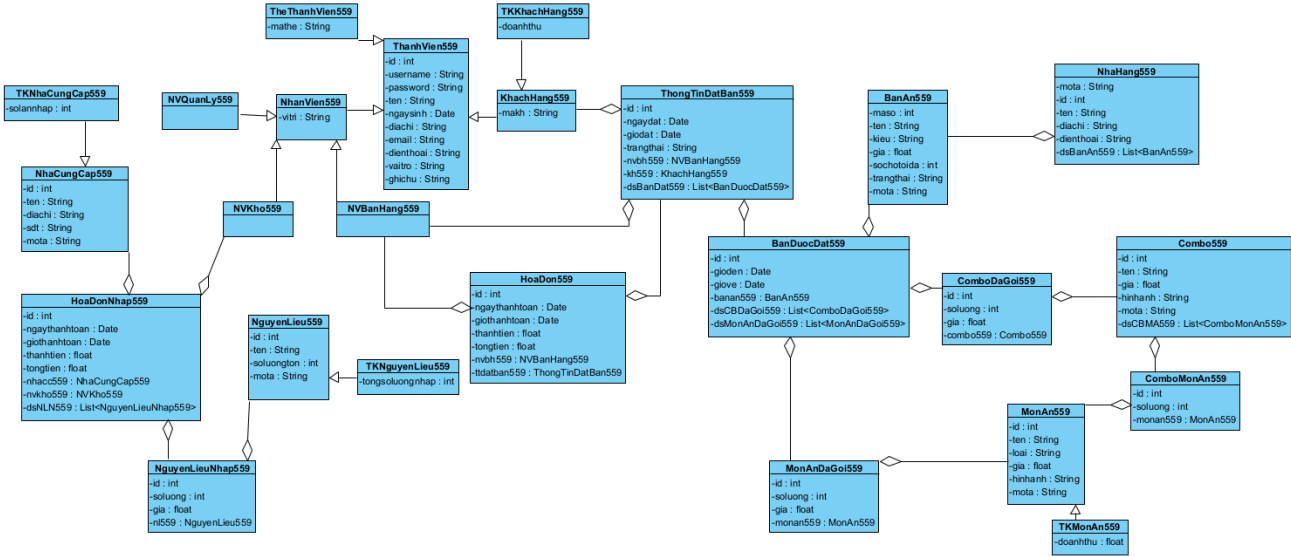 TheThanhVien559
-mathe : String
TKKhachHang559
-doanhthu
ThanhVien559
-id : int
-username : String
-password : String
-ten : String
-ngaysinh : Date
-diachi : String
-email : String
-dienthoai : String
-vaitro : String
-ghichu : String
TKNhaCungCap559
-solannhap : int
NVQuanLy559
NhanVien559
-vitri : String
KhachHang559
-makh : String
ThongTinDatBan559
-id : int
-ngaydat : Date
-giodat : Date
-trangthai : String
-nvbh559 : NVBanHang559
-kh559 : KhachHang559
-dsBanDat559 : List<BanDuocDat559>
BanAn559
-maso : int
-ten : String
-kieu : String
-gia : float
-sochotoida : int
-trangthai : String
-mota : String
NhaHang559
-mota : String
-id : int
-ten : String
-diachi : String
-dienthoai : String
-dsBanAn559 : List<BanAn559>
NhaCungCap559
-id : int
-ten : String
-diachi : String
-sdt : String
-mota : String
NVKho559
NVBanHang559
BanDuocDat559
-id : int
-gioden : Date
-giove : Date
-banan559 : BanAn559
-dsCBDaGoi559 : List<ComboDaGoi559>
-dsMonAnDaGoi559 : List<MonAnDaGoi559>
Combo559
-id : int
-ten : String
-gia : float
-hinhanh : String
-mota : String
-dsCBMA559 : List<ComboMonAn559>
ComboDaGoi559
-id : int
-soluong : int
-gia : float
-combo559 : Combo559
HoaDon559
-id : int
-ngaythanhtoan : Date
-giothanhtoan : Date
-thanhtien : float
-tongtien : float
-nvbh559 : NVBanHang559
-ttdatban559 : ThongTinDatBan559
HoaDonNhap559
-id : int
-ngaythanhtoan : Date
-giothanhtoan : Date
-thanhtien : float
-tongtien : float
-nhacc559 : NhaCungCap559
-nvkho559 : NVKho559
-dsNLN559 : List<NguyenLieuNhap559>
NguyenLieu559
-id : int
-ten : String
-soluongton : int
-mota : String
TKNguyenLieu559
-tongsoluongnhap : int
ComboMonAn559
-id : int
-soluong : int
-monan559 : MonAn559
MonAn559
-id : int
-ten : String
-loai : String
-gia : float
-hinhanh : String
-mota : String
NguyenLieuNhap559
-id : int
-soluong : int
-gia : float
-nl559 : NguyenLieu559
MonAnDaGoi559
-id : int
-soluong : int
-gia : float
-monan559 : MonAn559
TKMonAn559
-doanhthu : float